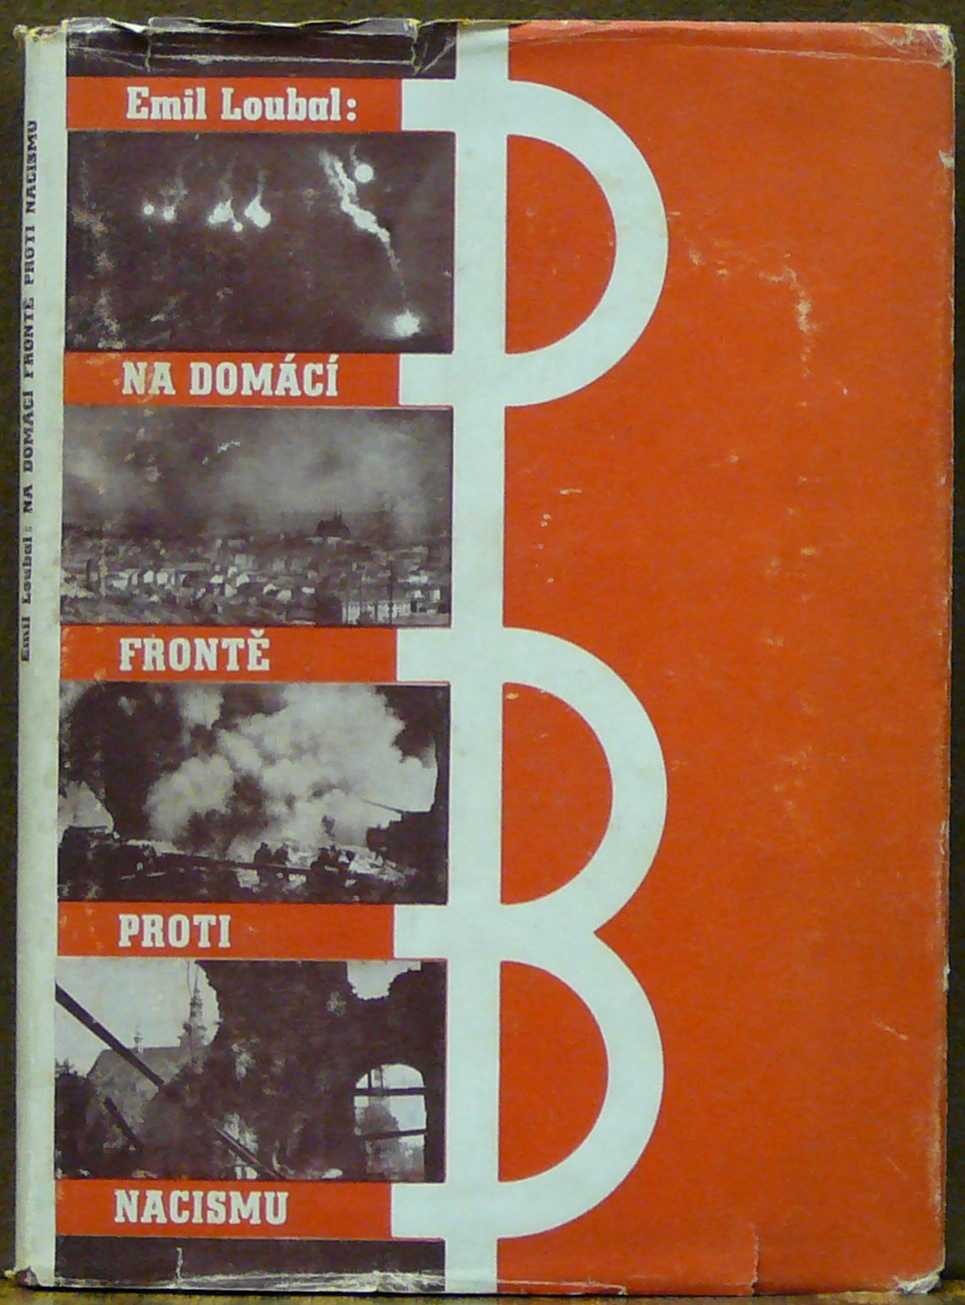 Emil Loubal:
NA DOMÁCÍ
FRONTĚ
PROTI
NACISMU
P
B
Emil Loubal: NA DOMÁCÍ FRONTĚ PROTI NACISMU